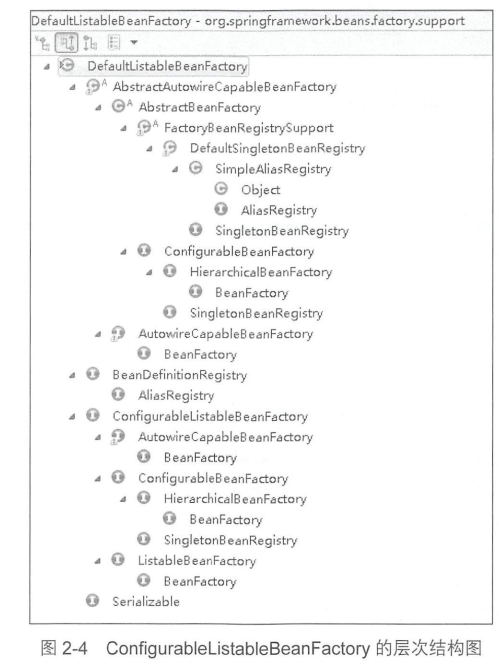 DefaultListableBeanFactory - org.springframework.beans.factory.support
DefaultListableBeanFactory
AbstractAutowireCapableBeanFactory
AbstractBeanFactory
FactoryBeanRegistrySupport
DefaultSingletonBeanRegistry
SimpleAliasRegistry
Object
AliasRegistry
SingletonBeanRegistry
ConfigurableBeanFactory
HierarchicalBeanFactory
BeanFactory
SingletonBeanRegistry
AutowireCapableBeanFactory
BeanFactory
BeanDefinitionRegistry
AliasRegistry
ConfigurableListableBeanFactory
AutowireCapableBeanFactory
BeanFactory
ConfigurableBeanFactory
HierarchicalBeanFactory
BeanFactory
SingletonBeanRegistry
ListableBeanFactory
BeanFactory
Serializable
图 2-4 ConfigurableListableBeanFactory 的层次结构图